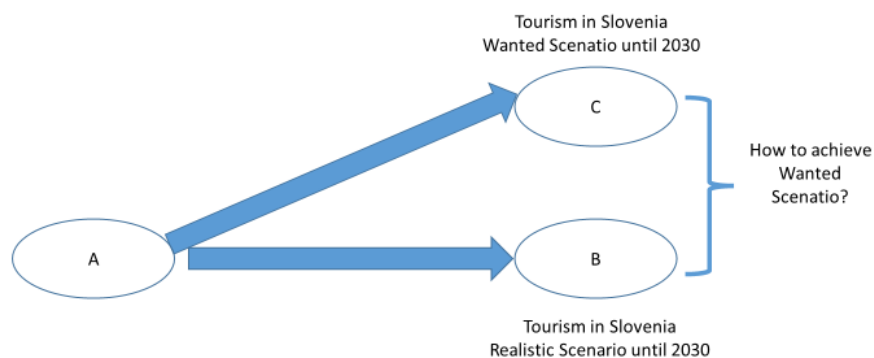 Tourism in Slovenia
Wanted Scenatio until 2030
C
How to achieve
Wanted
Scenatio?
A
B
Tourism in Slovenia
Realistic Scenario until 2030